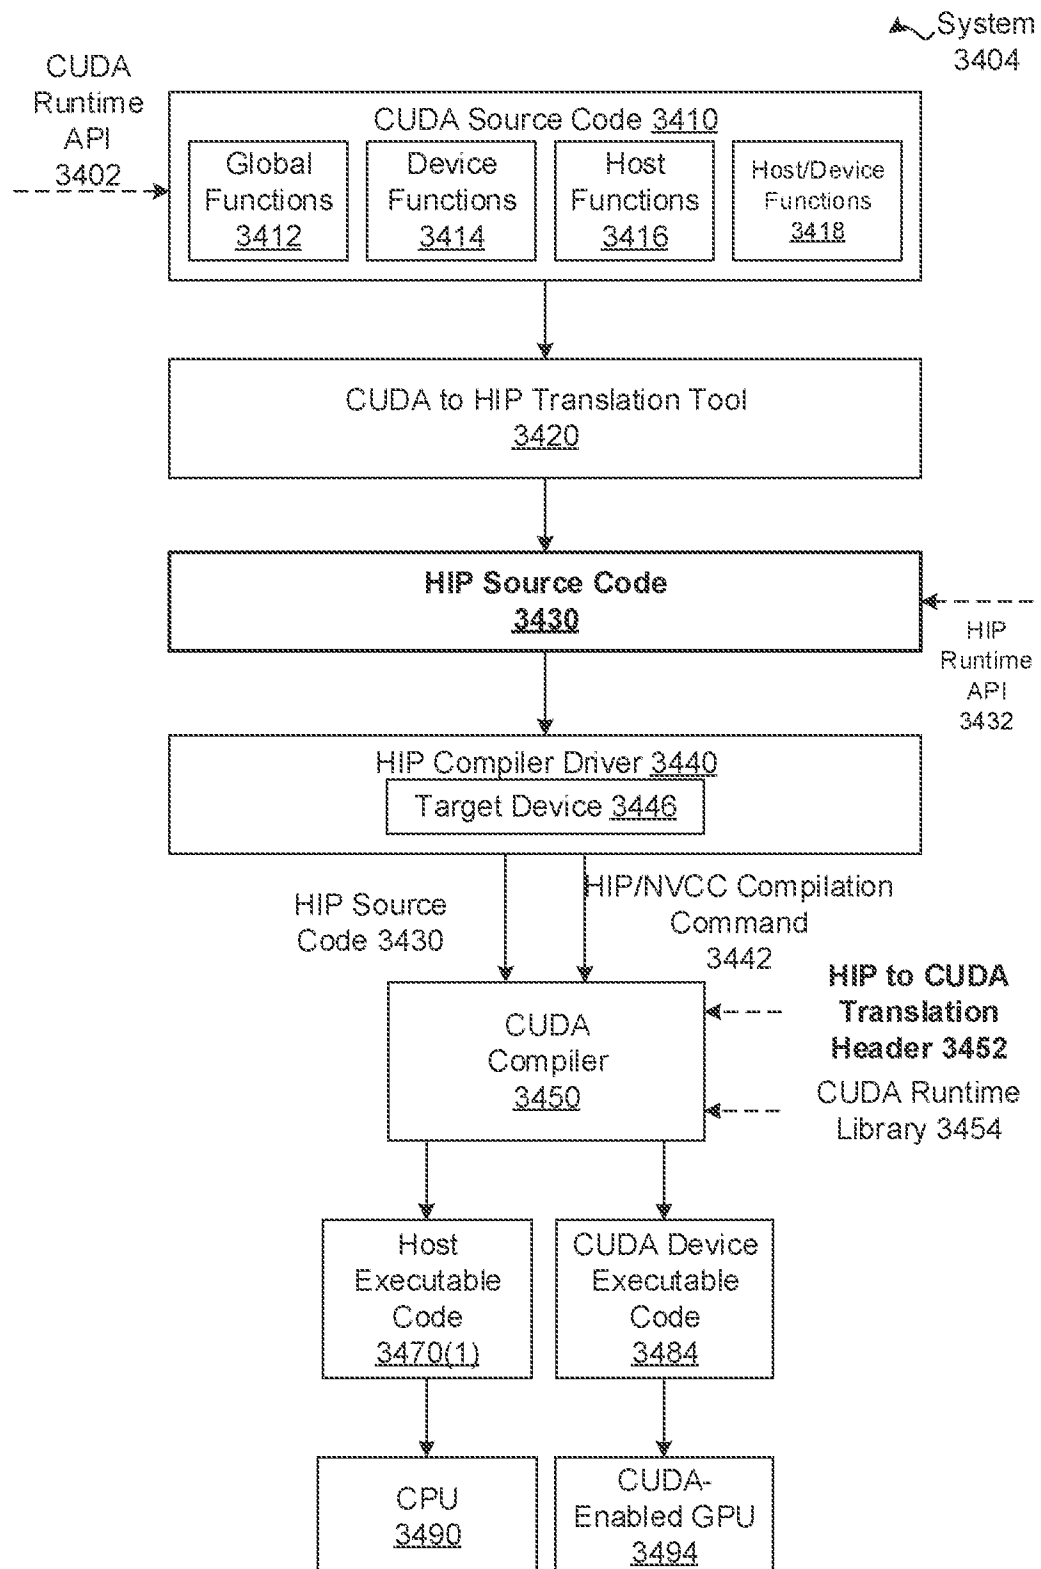 System
3404
CUDA
Runtime
API
3402
CUDA Source Code 3410
Global
Functions
3412
Device
Functions
3414
Host
Functions
3416
Host/Device
Functions
3418
CUDA to HIP Translation Tool
3420
HIP Source Code
3430
HIP
Runtime
API
3432
HIP Compiler Driver 3440
Target Device 3446
HIP Source
Code 3430
HIP/NVCC Compilation
Command
3442
CUDA
Compiler
3450
HIP to CUDA
Translation
Header 3452
CUDA Runtime
Library 3454
Host
Executable
Code
3470(1)
CUDA Device
Executable
Code
3484
CPU
3490
CUDA-
Enabled GPU
3494